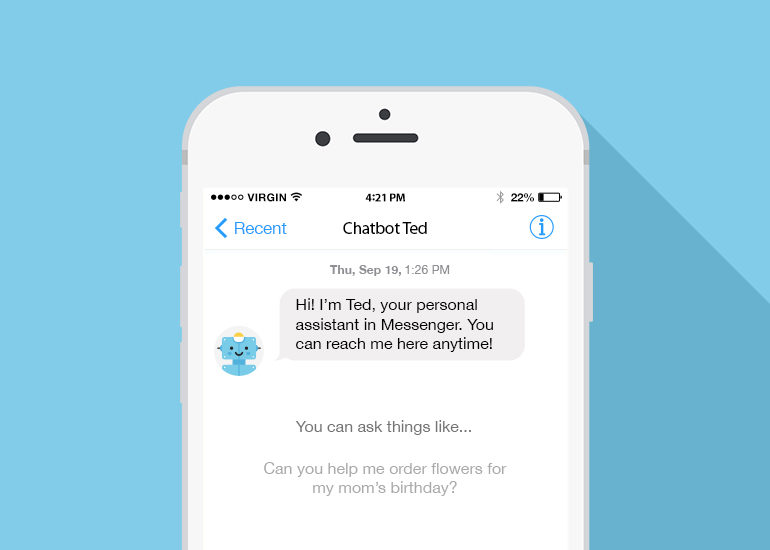 VIRGIN 4:21 PM 22%
Recent Chatbot Ted i
Thu, Sep 19, 1:26 PM
Hi! I’m Ted, your personal
assistant in Messenger. You
can reach me here anytime!
You can ask things like...
Can you help me order flowers for
my mom’s birthday?